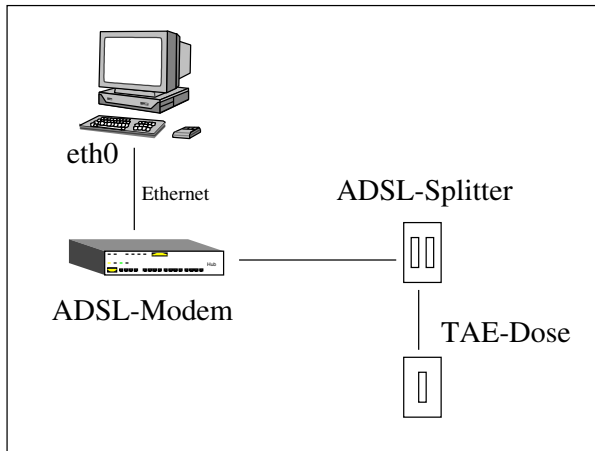 eth0
Ethernet
ADSL-Splitter
Hub
ADSL-Modem
TAE-Dose